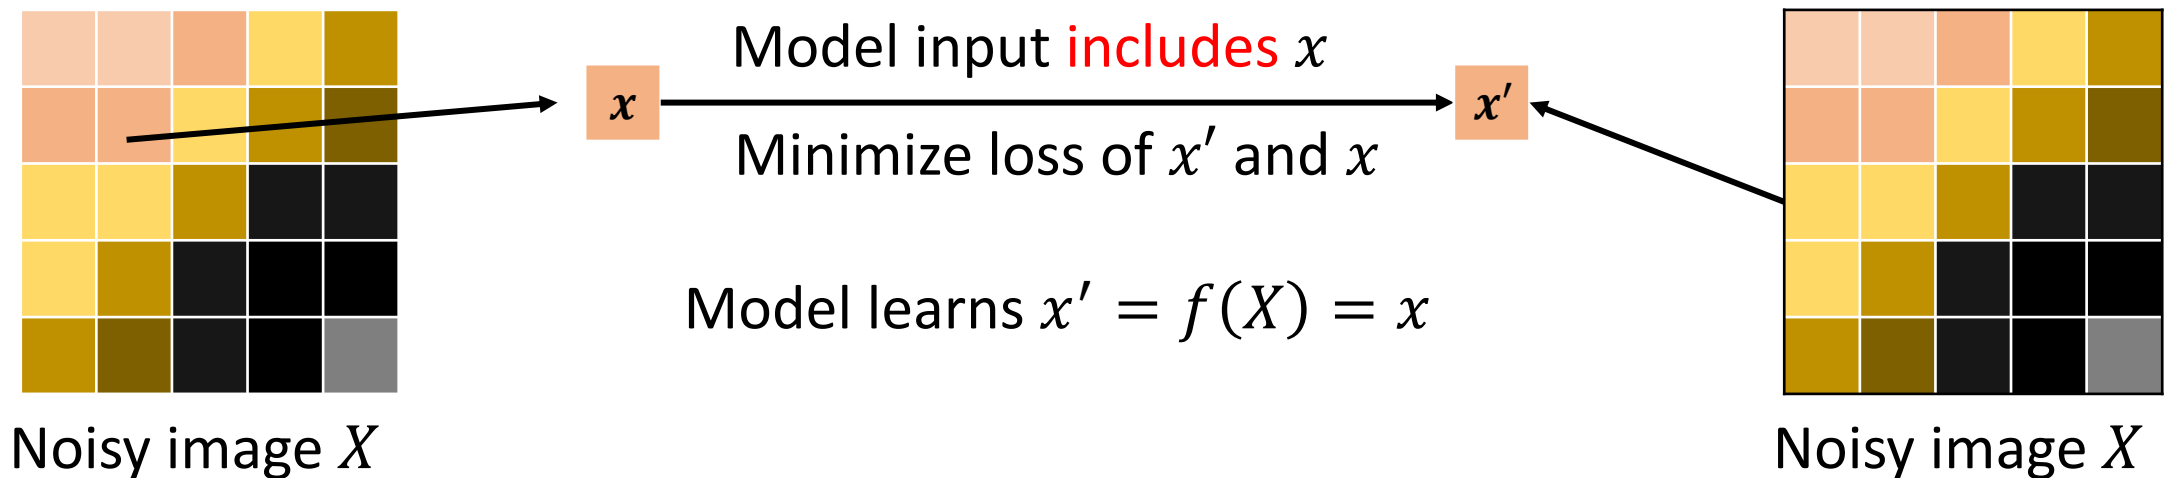 Model input includes x
x
x′
Minimize loss of x′ and x
Model learns x′ = f(X) = x
Noisy image X
Noisy image X